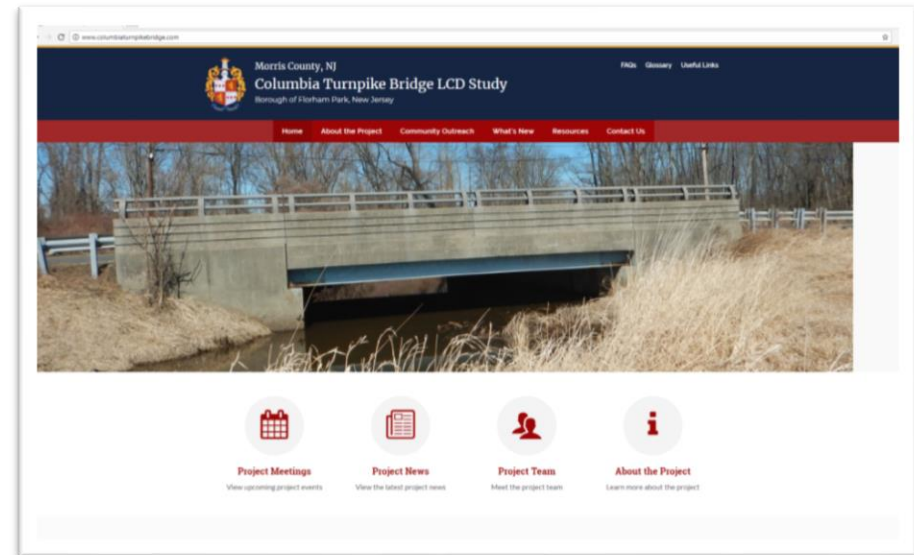 www.columbiaturnpikebridge.com
Morris County, NJ
Columbia Turnpike Bridge LCD Study
Borough of Florham Park, New Jersey
FAQs Glossary Useful Links
Home About the Project Community Outreach What's New Resources Contact Us
Project Meetings
View upcoming project events
Project News
View the latest project news
Project Team
Meet the project team
About the Project
Learn more about the project